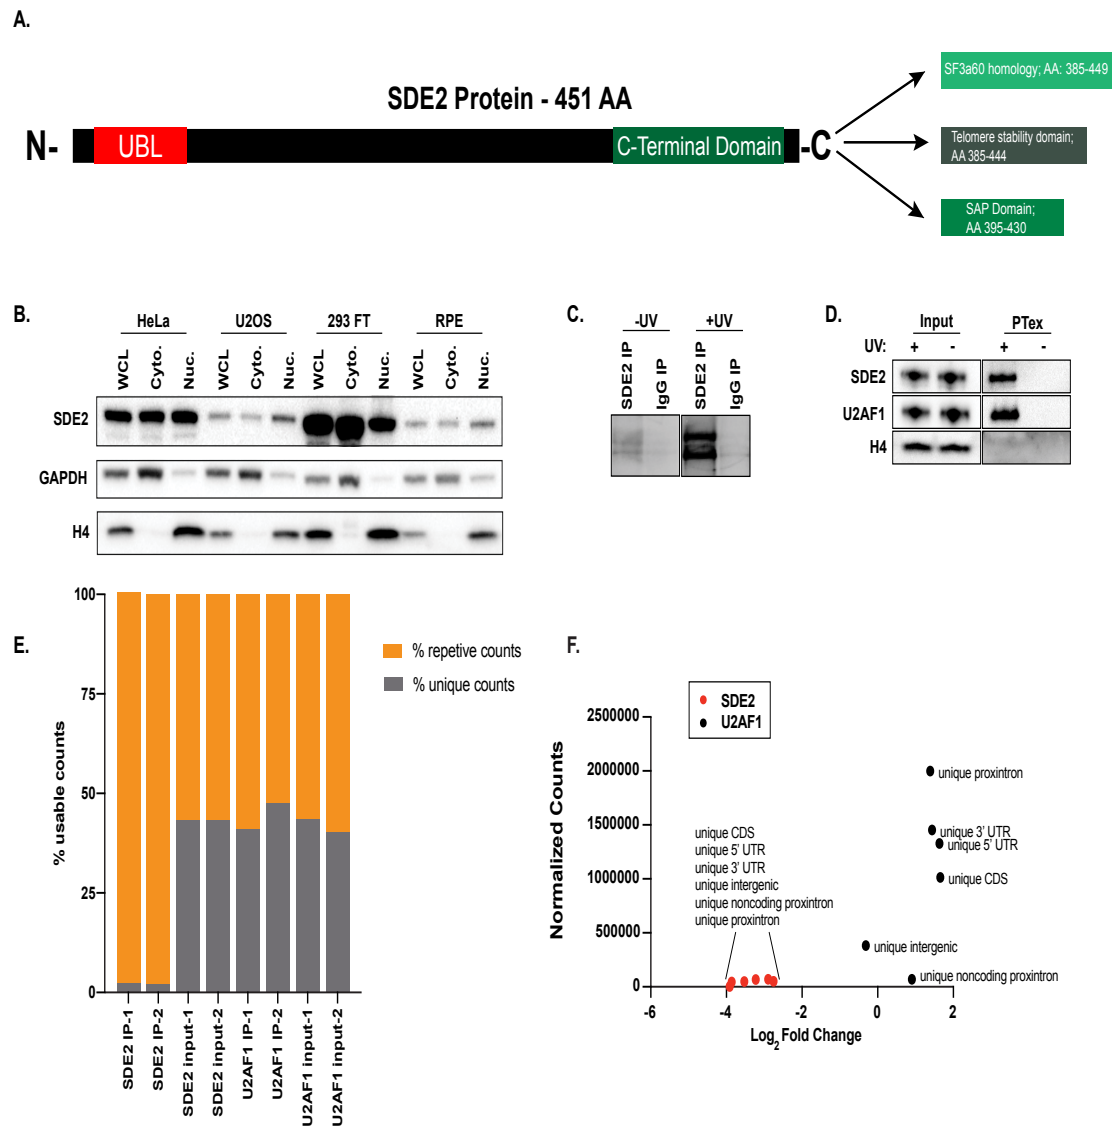 A.
SDE2 Protein - 451 AA
N-
UBL
C-Terminal Domain
-C
SF3a60 homology; AA: 385-449
Telomere stability domain;
AA 385-444
SAP Domain;
AA 395-430
B.
HeLa U2OS 293 FT RPE
WCL Cyto. Nuc. WCL Cyto. Nuc. WCL Cyto. Nuc. WCL Cyto. Nuc.
SDE2
GAPDH
H4
C.
-UV +UV
SDE2 IP IgG IP SDE2 IP IgG IP
D.
Input PTex
UV: + - + -
SDE2
U2AF1
H4
E.
% usable counts
100
75
50
25
0
SDE2 IP-1
SDE2 IP-2
SDE2 input-1
SDE2 input-2
U2AF1 IP-1
U2AF1 IP-2
U2AF1 input-1
U2AF1 input-2
% repetive counts
% unique counts
F.
SDE2
U2AF1
Normalized Counts
2500000
2000000
1500000
1000000
500000
0
unique proxintron
unique 3' UTR
unique 5' UTR
unique CDS
unique intergenic
unique noncoding proxintron
unique CDS
unique 5' UTR
unique 3' UTR
unique intergenic
unique noncoding proxintron
unique proxintron
-6 -4 -2 0 2
Log2 Fold Change